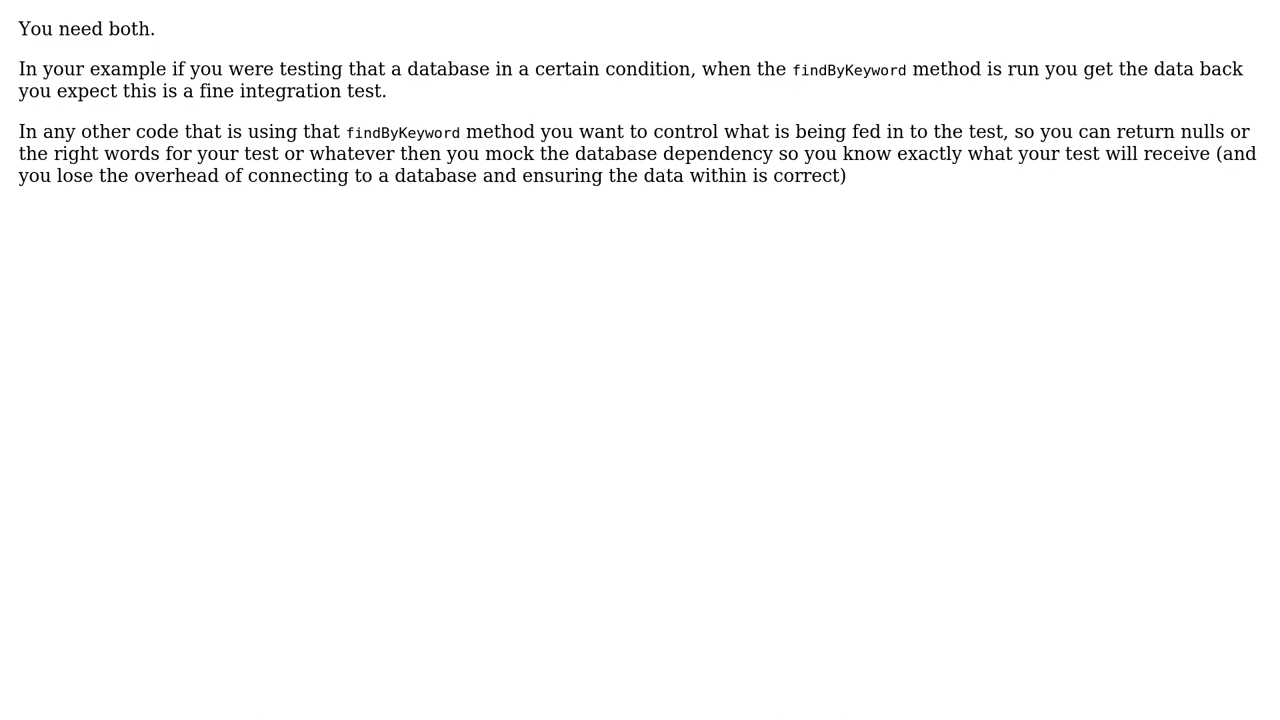 You need both.
In your example if you were testing that a database in a certain condition, when the findByKeyword method is run you get the data back
you expect this is a fine integration test.
In any other code that is using that findByKeyword method you want to control what is being fed in to the test, so you can return nulls or
the right words for your test or whatever then you mock the database dependency so you know exactly what your test will receive (and
you lose the overhead of connecting to a database and ensuring the data within is correct)